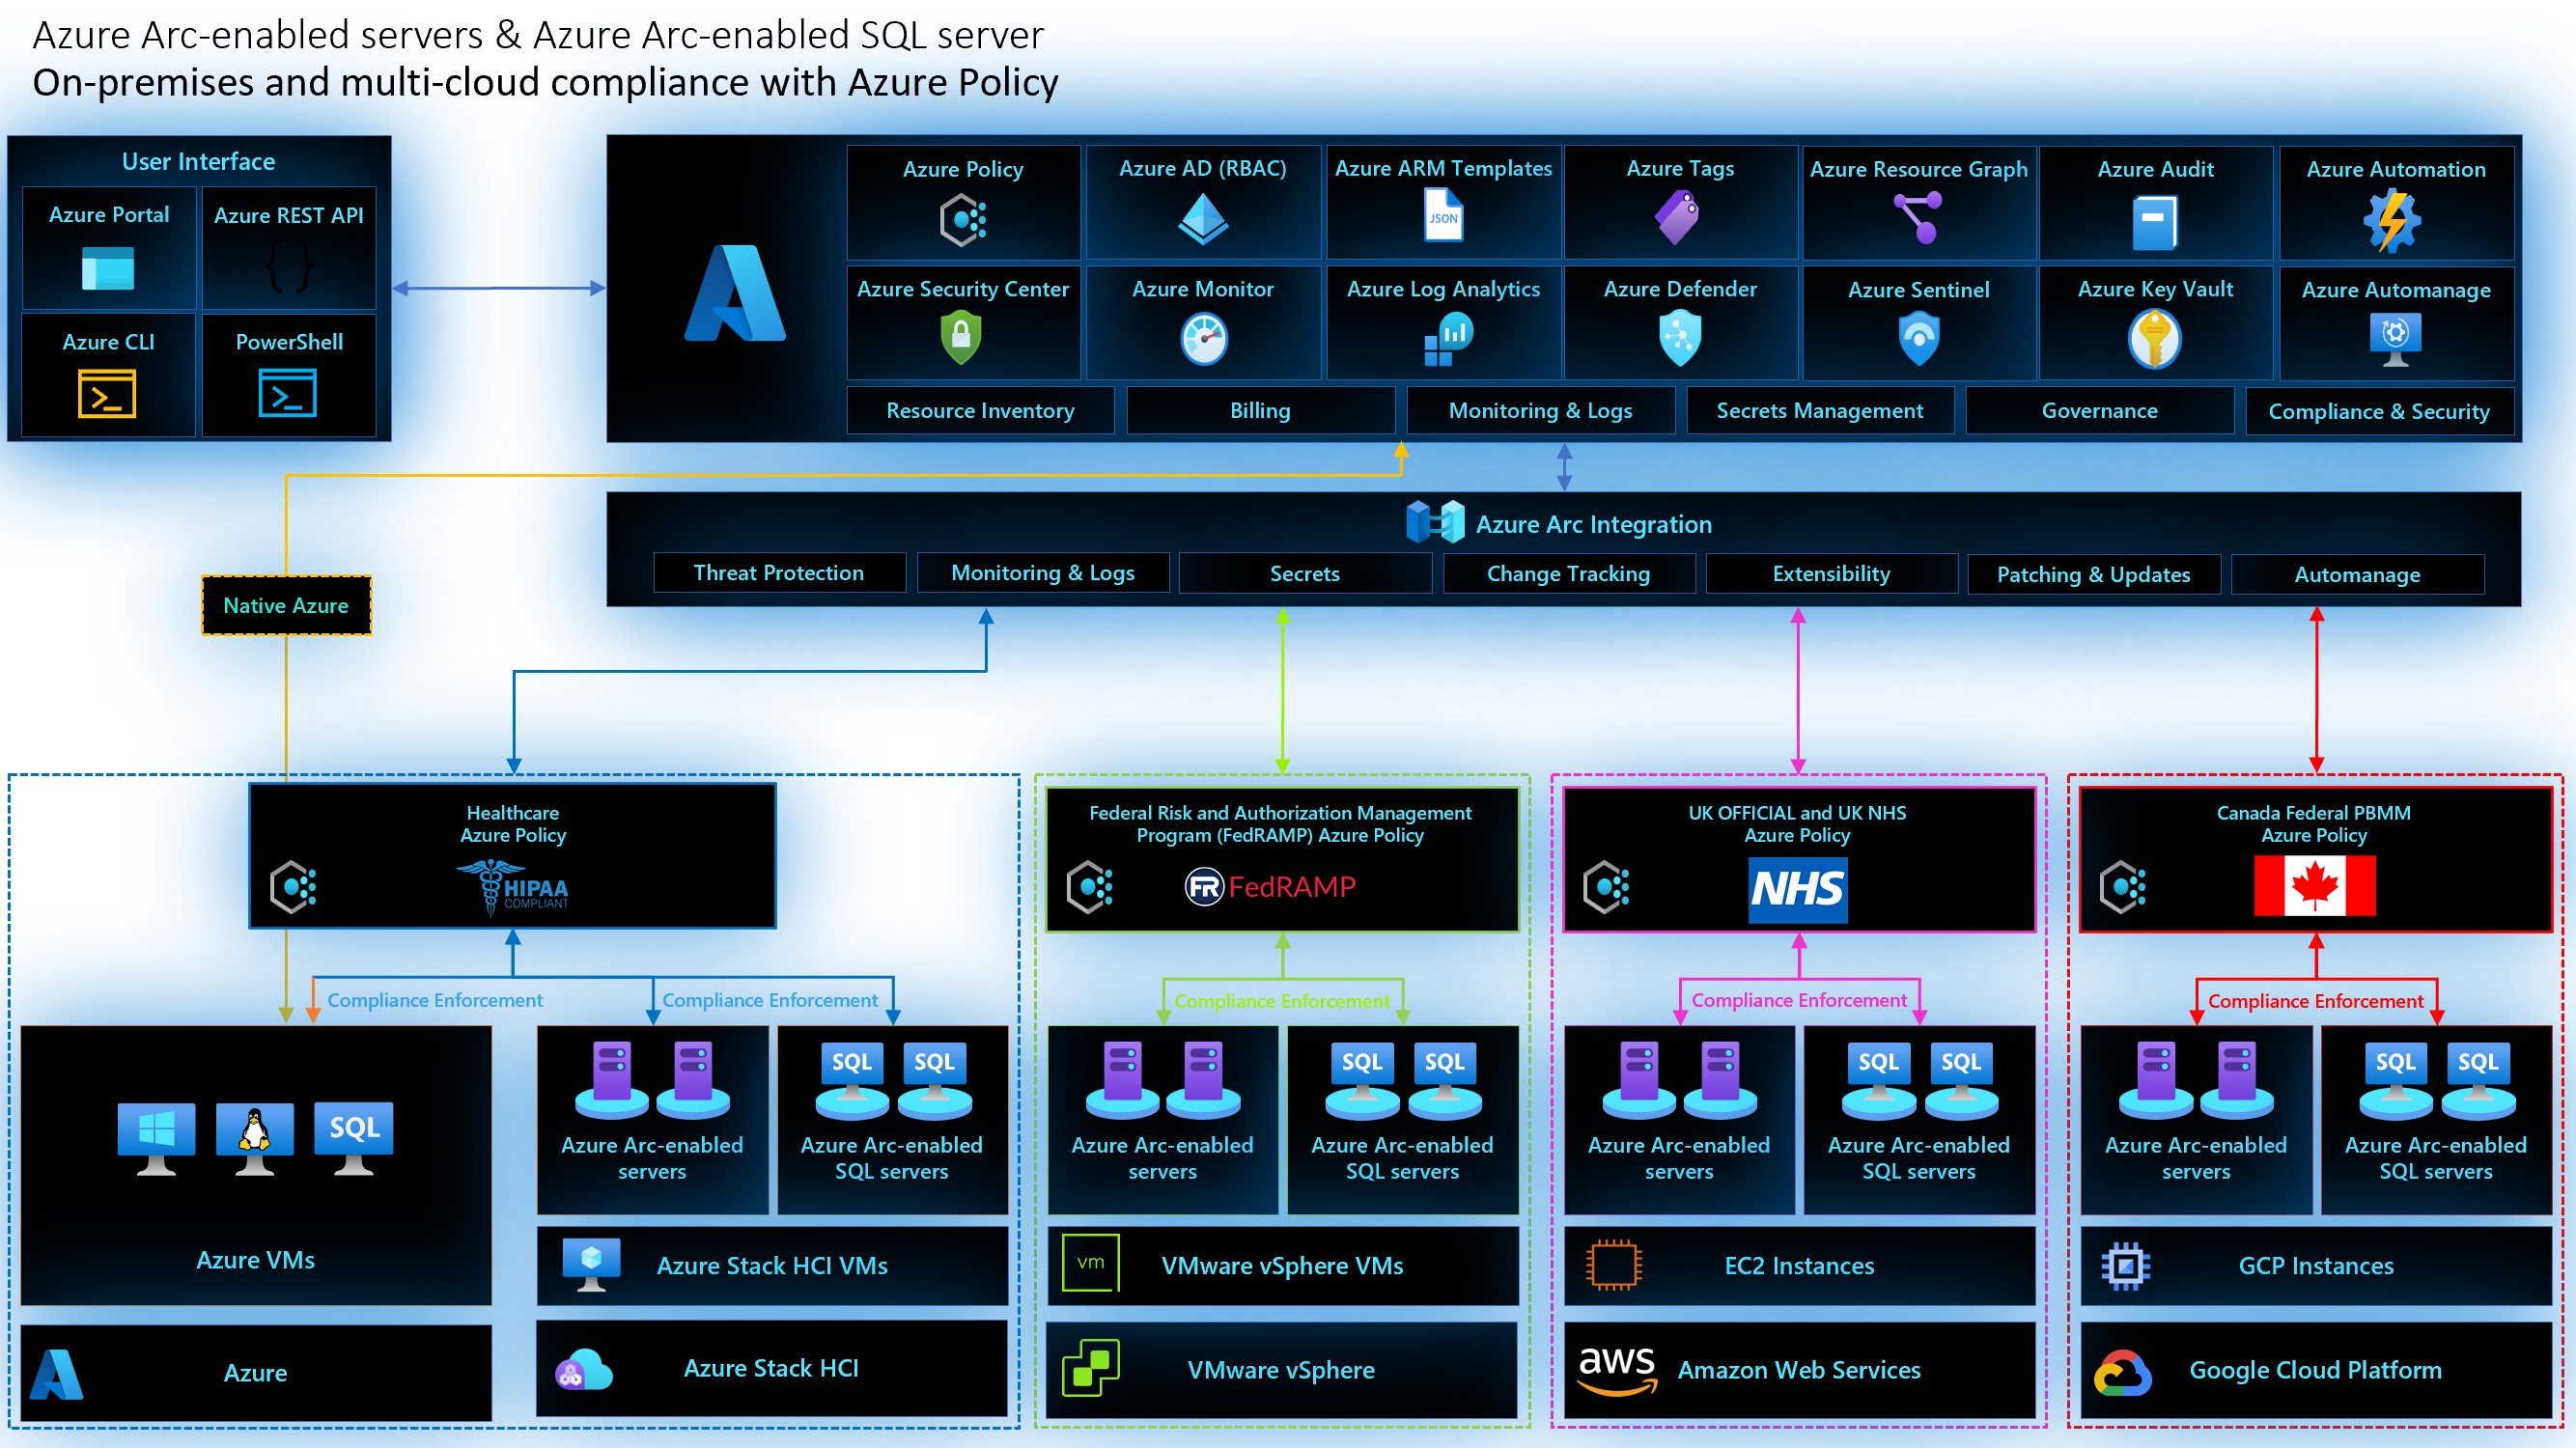 Azure Arc-enabled servers & Azure Arc-enabled SQL server
On-premises and multi-cloud compliance with Azure Policy
User Interface
Azure Portal
Azure REST API
{ }
Azure CLI
PowerShell
Azure Policy
Azure AD (RBAC)
Azure ARM Templates
JSON
Azure Tags
Azure Resource Graph
Azure Audit
Azure Automation
Azure Security Center
Azure Monitor
Azure Log Analytics
Azure Defender
Azure Sentinel
Azure Key Vault
Azure Automanage
Resource Inventory
Billing
Monitoring & Logs
Secrets Management
Governance
Compliance & Security
Azure Arc Integration
Threat Protection
Monitoring & Logs
Secrets
Change Tracking
Extensibility
Patching & Updates
Automanage
Native Azure
Healthcare
Azure Policy
HIPAA
COMPLIANT
Compliance Enforcement
Compliance Enforcement
SQL
Azure VMs
Azure
SQL SQL
Azure Arc-enabled
servers
Azure Arc-enabled
SQL servers
Azure Stack HCI VMs
Azure Stack HCI
Federal Risk and Authorization Management
Program (FedRAMP) Azure Policy
FR FedRAMP
Compliance Enforcement
SQL SQL
Azure Arc-enabled
servers
Azure Arc-enabled
SQL servers
vm
VMware vSphere VMs
VMware vSphere
UK OFFICIAL and UK NHS
Azure Policy
NHS
Compliance Enforcement
SQL SQL
Azure Arc-enabled
servers
Azure Arc-enabled
SQL servers
EC2 Instances
aws
Amazon Web Services
Canada Federal PBMM
Azure Policy
Compliance Enforcement
SQL SQL
Azure Arc-enabled
servers
Azure Arc-enabled
SQL servers
GCP Instances
Google Cloud Platform